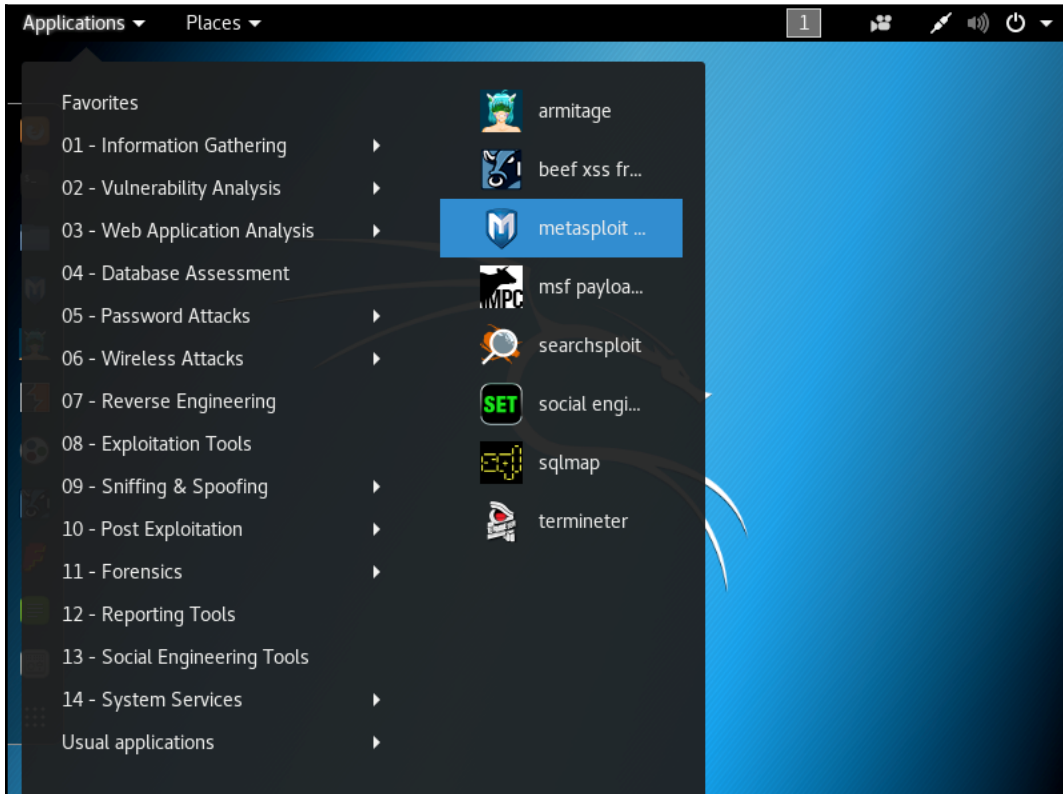 Applications Places 1
Favorites
01 - Information Gathering
02 - Vulnerability Analysis
03 - Web Application Analysis
04 - Database Assessment
05 - Password Attacks
06 - Wireless Attacks
07 - Reverse Engineering
08 - Exploitation Tools
09 - Sniffing & Spoofing
10 - Post Exploitation
11 - Forensics
12 - Reporting Tools
13 - Social Engineering Tools
14 - System Services
Usual applications
armitage
beef xss fr...
M metasploit ...
MPC msf payloa...
searchsploit
SET social engi...
sql sqlmap
termineter